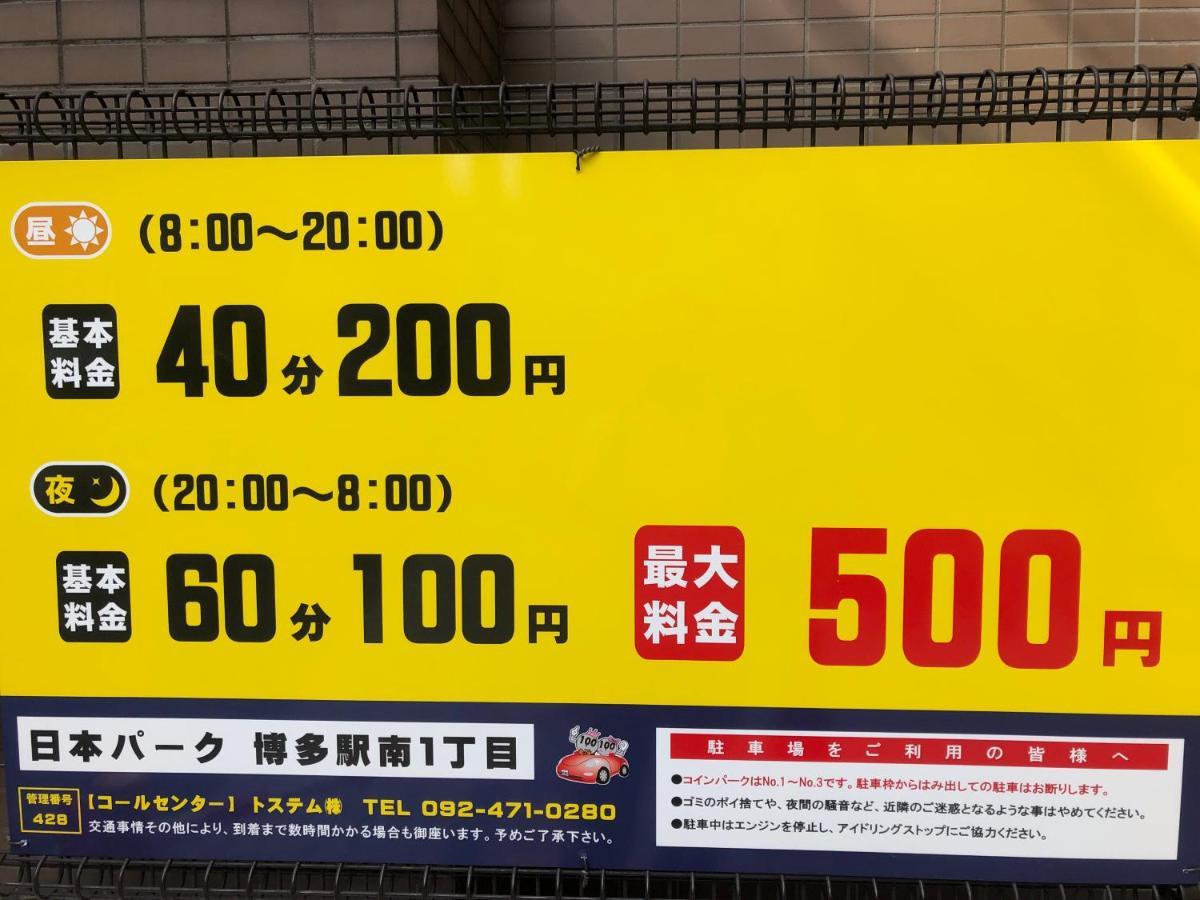 昼 (8:00～20:00)
基本料金 40分 200円
夜 (20:00～8:00)
基本料金 60分 100円
最大料金 500円
日本パーク 博多駅南1丁目
100 100
管理番号 428
【コールセンター】 トステム㈱ TEL 092-471-0280
交通事情その他により、到着まで数時間かかる場合も御座います。予めご了承下さい。
駐車場をご利用の皆様へ
●コインパークはNo.1～No.3です。駐車枠からはみ出しての駐車はお断りします。
●ゴミのポイ捨てや、夜間の騒音など、近隣のご迷惑となるような事はやめてください。
●駐車中はエンジンを停止し、アイドリングストップにご協力ください。